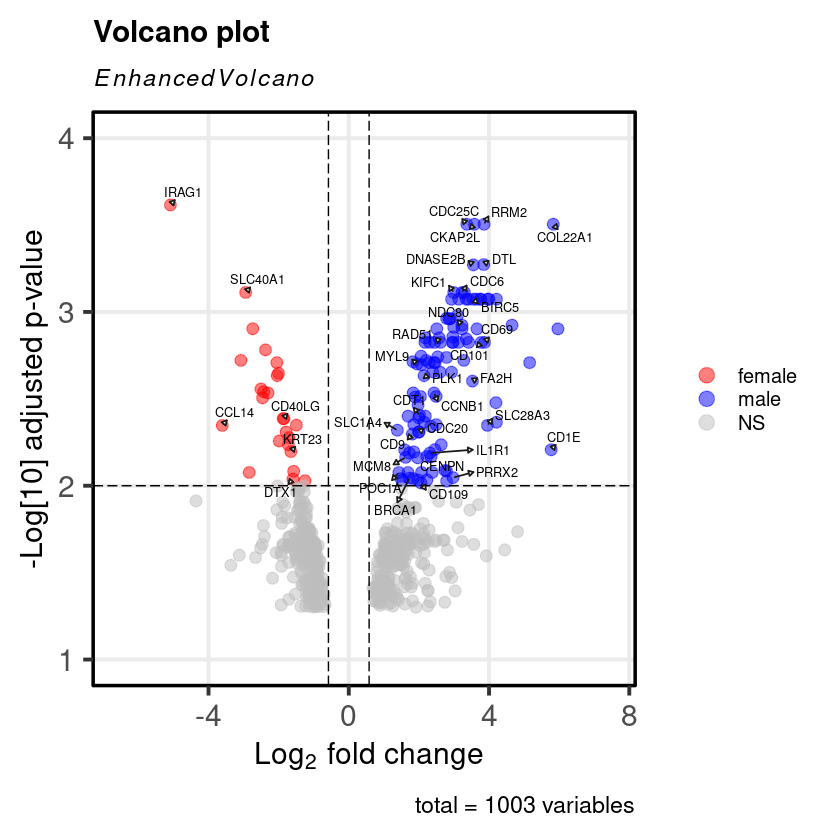 Volcano plot
EnhancedVolcano
4
3
2
1
-Log[10] adjusted p-value
IRAG1
CDC25C
RRM2
CKAP2L
COL22A1
DNASE2B
DTL
SLC40A1
KIFC1
CDC6
BIRC5
NDC80
RAD51
CD69
MYL9
CD101
PLK1
FA2H
CDT1
CCNB1
CCL14
CD40LG
SLC1A4
SLC28A3
CDC20
KRT23
CD9
CD1E
IL1R1
MCM8
CENPN
PRRX2
DTX1
POC1A
CD109
BRCA1
female
male
NS
-4
0
4
8
Log2 fold change
total = 1003 variables